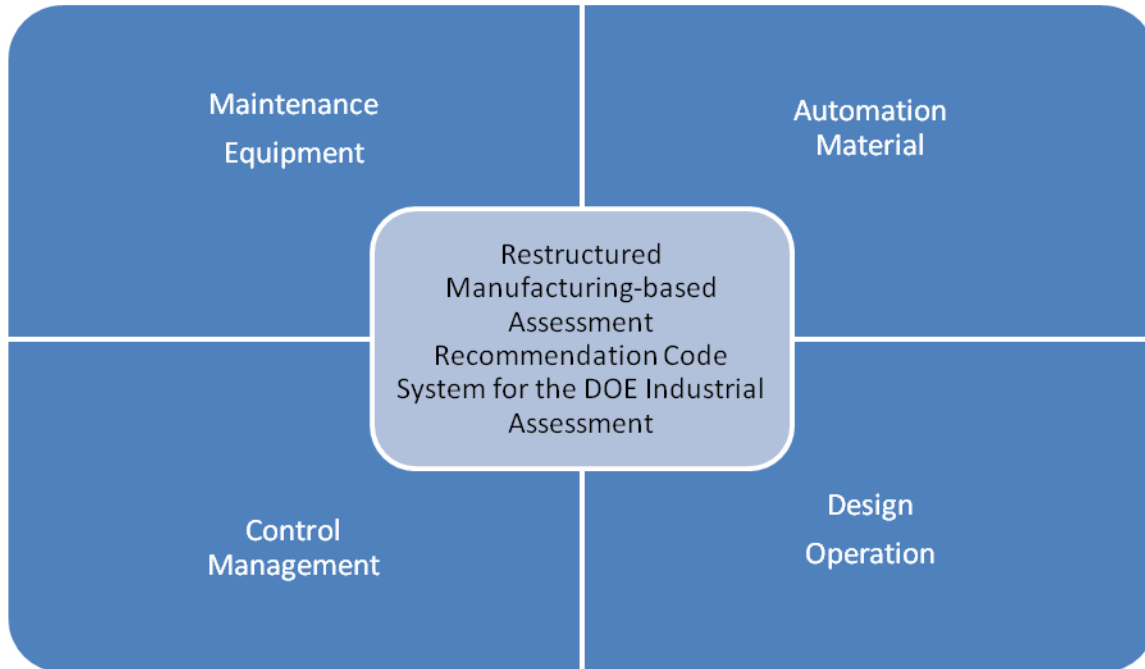 Maintenance
Equipment
Automation
Material
Restructured
Manufacturing-based
Assessment
Recommendation Code
System for the DOE Industrial
Assessment
Control
Management
Design
Operation